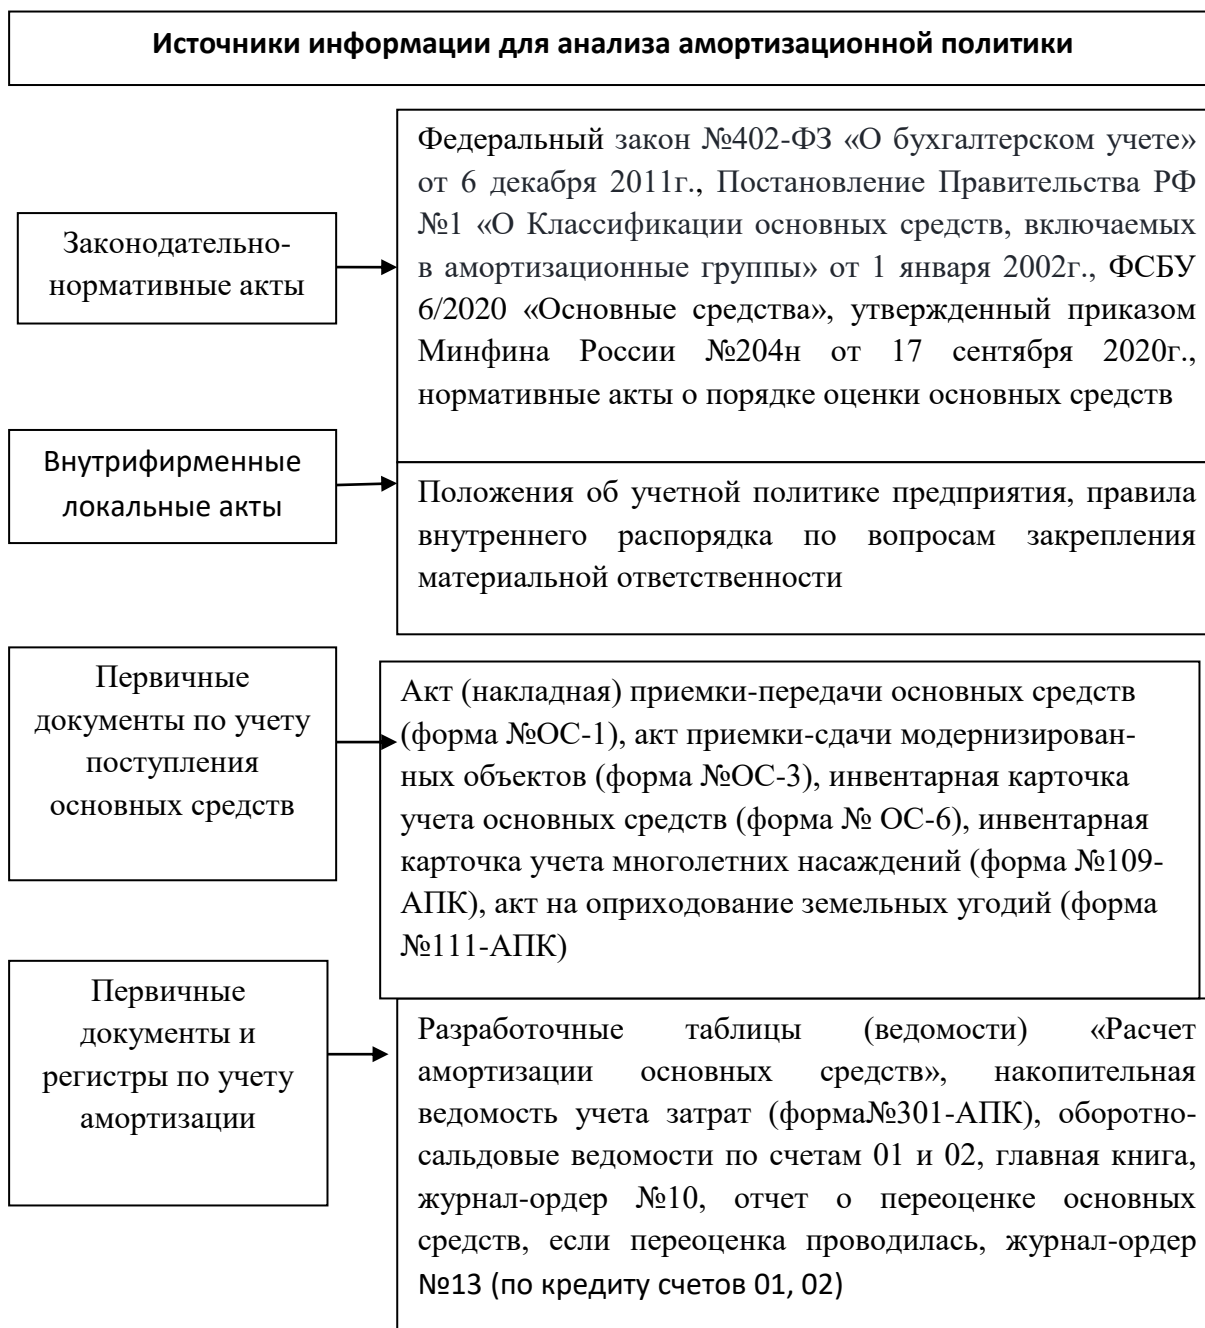 Источники информации для анализа амортизационной политики
Законодательно-
нормативные акты
Федеральный закон №402-ФЗ «О бухгалтерском учете»
от 6 декабря 2011г., Постановление Правительства РФ
№1 «О Классификации основных средств, включаемых
в амортизационные группы» от 1 января 2002г., ФСБУ
6/2020 «Основные средства», утвержденный приказом
Минфина России №204н от 17 сентября 2020г.,
нормативные акты о порядке оценки основных средств
Внутрифирменные
локальные акты
Положения об учетной политике предприятия, правила
внутреннего распорядка по вопросам закрепления
материальной ответственности
Первичные
документы по учету
поступления
основных средств
Акт (накладная) приемки-передачи основных средств
(форма №ОС-1), акт приемки-сдачи модернизирован-
ных объектов (форма №ОС-3), инвентарная карточка
учета основных средств (форма № ОС-6), инвентарная
карточка учета многолетних насаждений (форма №109-
АПК), акт на оприходование земельных угодий (форма
№111-АПК)
Первичные
документы и
регистры по учету
амортизации
Разработочные таблицы (ведомости) «Расчет
амортизации основных средств», накопительная
ведомость учета затрат (форма№301-АПК), оборотно-
сальдовые ведомости по счетам 01 и 02, главная книга,
журнал-ордер №10, отчет о переоценке основных
средств, если переоценка проводилась, журнал-ордер
№13 (по кредиту счетов 01, 02)